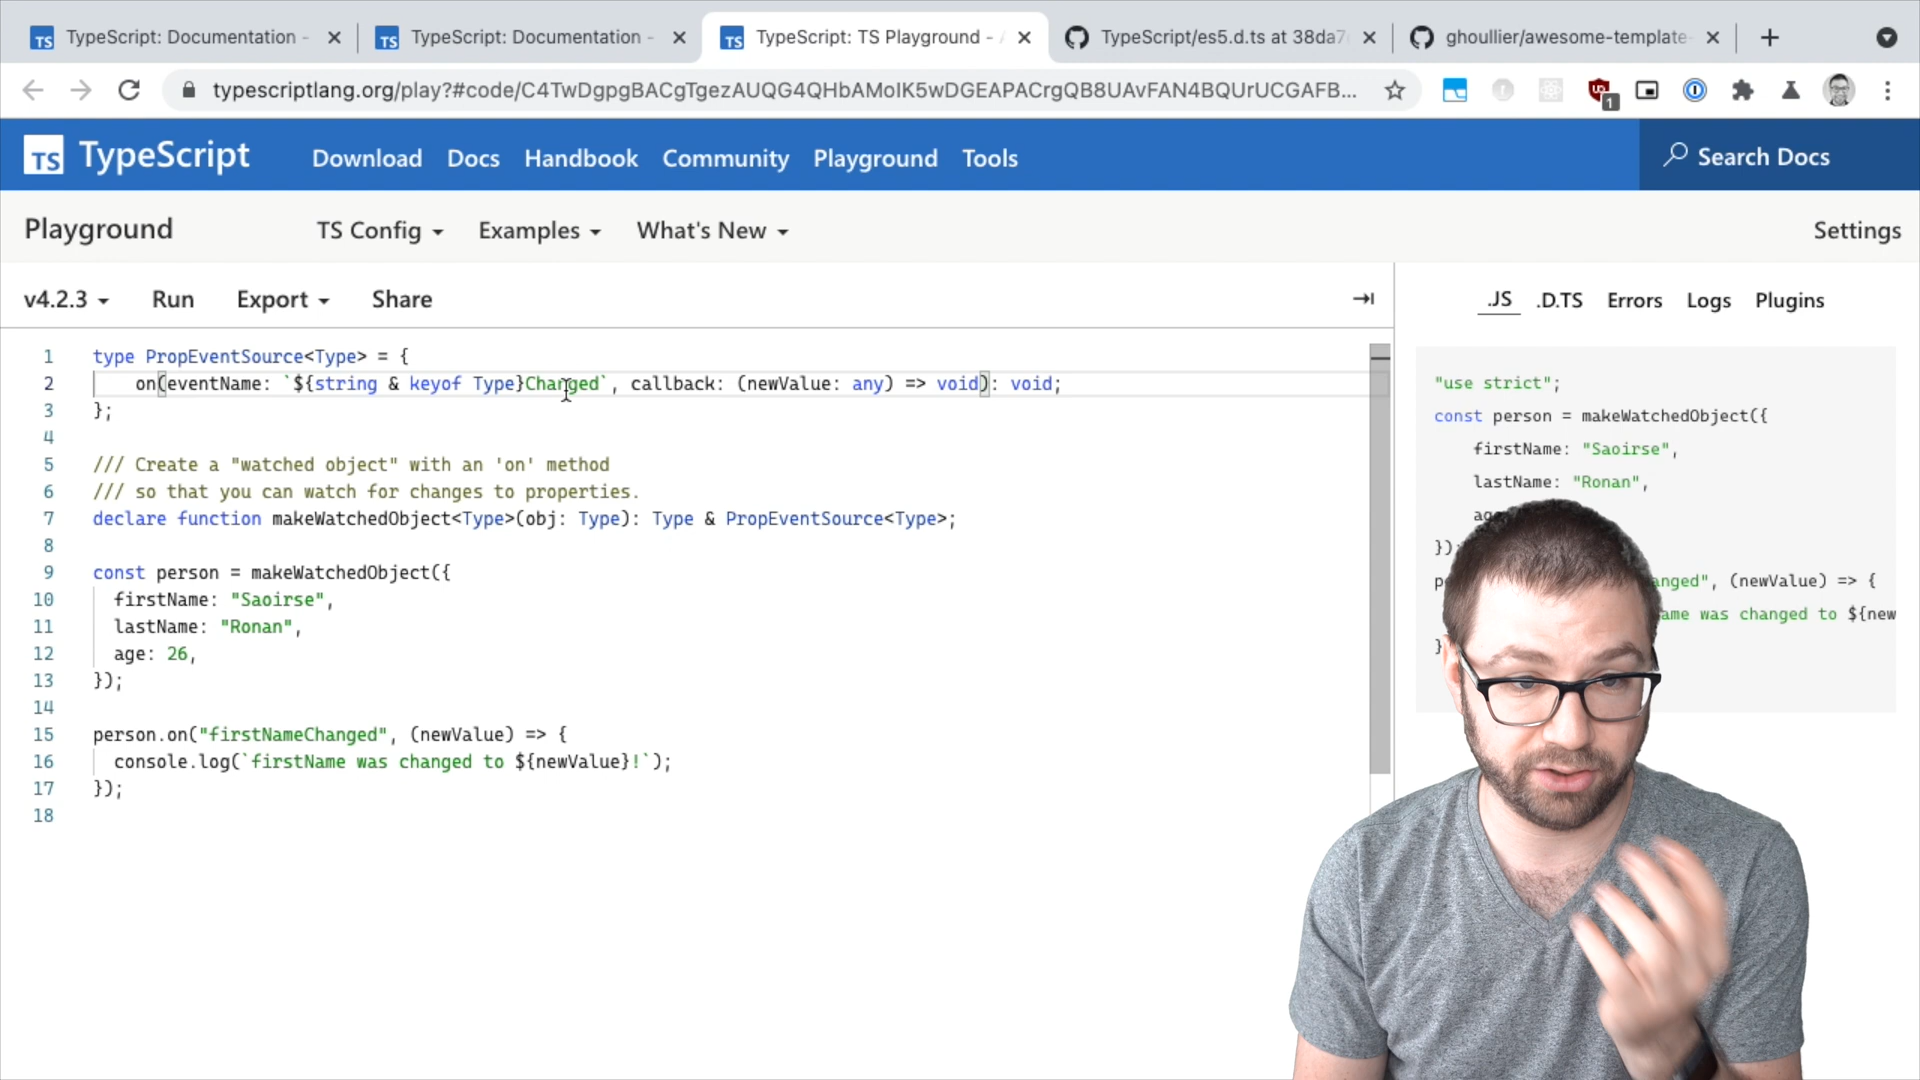 TypeScript: Documentation -
TypeScript: Documentation -
TypeScript: TS Playground -
TypeScript/es5.d.ts at 38da7
ghoullier/awesome-template-
typescriptlang.org/play?#code/C4TwDgpgBACgTgezAUQG4QHbAMoIK5wDGEAPACrgQB8UAvFAN4BQUrUCGAFB...
1
TS TypeScript
Download
Docs
Handbook
Community
Playground
Tools
Search Docs
Playground
TS Config
Examples
What's New
Settings
v4.2.3
Run
Export
Share
.JS
.D.TS
Errors
Logs
Plugins
1 type PropEventSource<Type> = {
2 on(eventName: `${string & keyof Type}Changed`, callback: (newValue: any) => void): void;
3 };
4
5 /// Create a "watched object" with an 'on' method
6 /// so that you can watch for changes to properties.
7 declare function makeWatchedObject<Type>(obj: Type): Type & PropEventSource<Type>;
8
9 const person = makeWatchedObject({
10 firstName: "Saoirse",
11 lastName: "Ronan",
12 age: 26,
13 });
14
15 person.on("firstNameChanged", (newValue) => {
16 console.log(`firstName was changed to ${newValue}!`);
17 });
18
"use strict";
const person = makeWatchedObject({
firstName: "Saoirse",
lastName: "Ronan",
})
anged", (newValue) => {
ame was changed to ${new
}